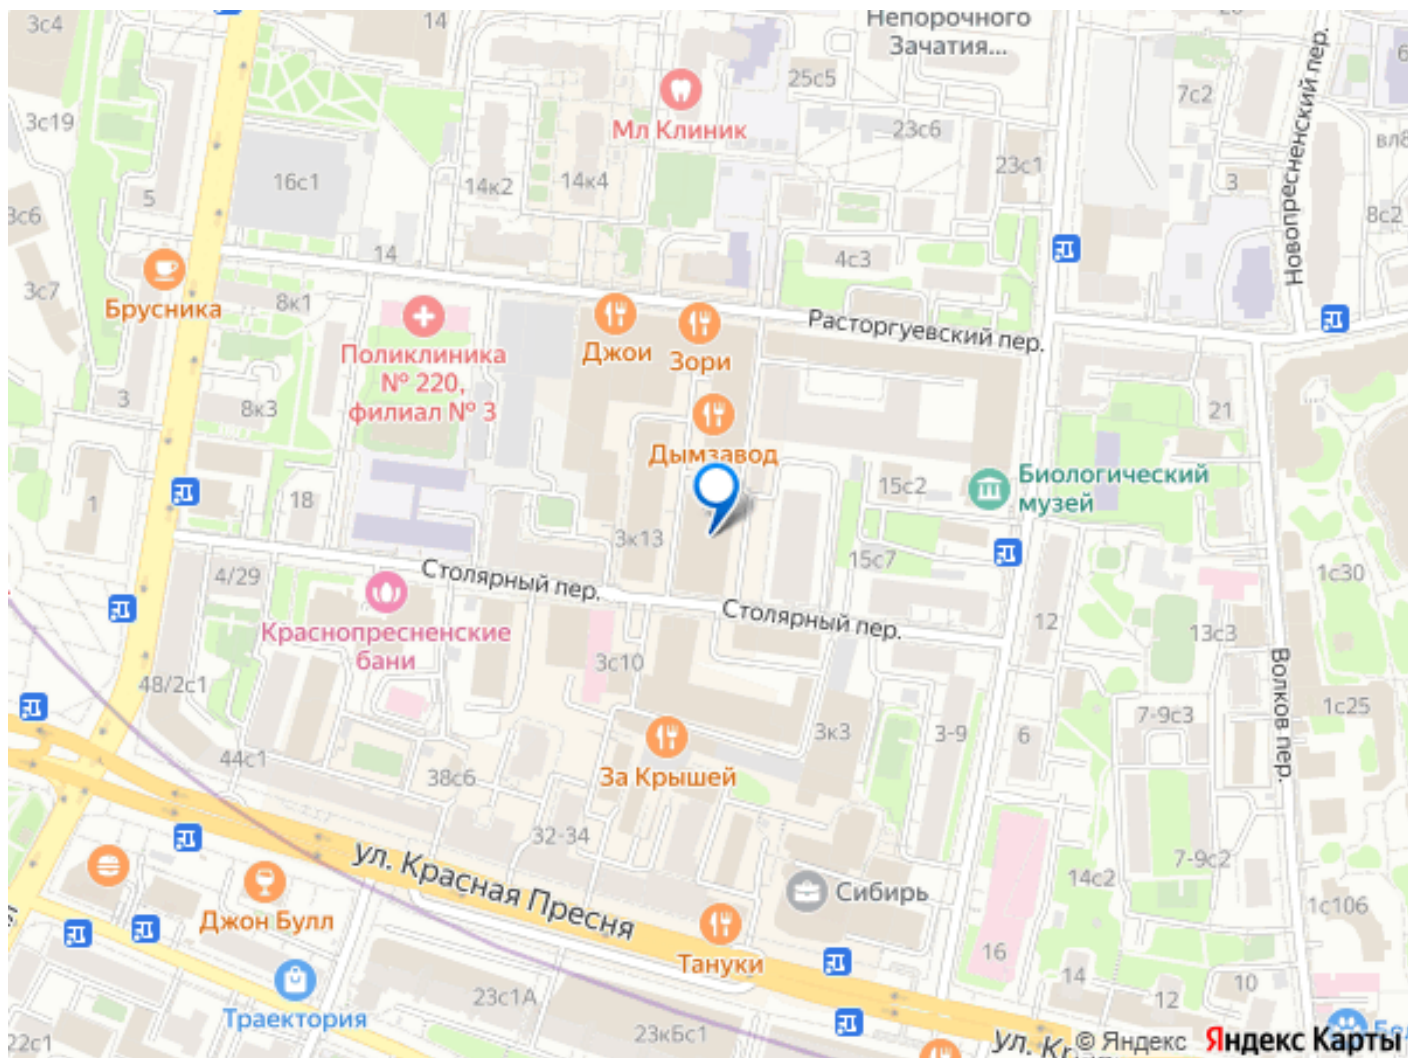 3с4
14
Непорочного
Зачатия...
25с5
Мл Клиник
7с2
Новопресненский пер.
3с19
23с6
23с1
16с1
14к2
14к4
3
5
3с6
8с2
14
4с3
3с7
Брусника
8к1
Поликлиника
№ 220,
филиал № 3
Джои
Зори
Расторгуевский пер.
3
8к3
21
Дымзавод
1
18
15с2
Биологический
музей
3к13
15с7
4/29
Столярный пер.
Столярный пер.
1с30
12
13с3
Краснопресненские
бани
3с10
48/2с1
Волков пер.
44с1
38с6
За Крышей
3к3
3-9
6
7-9с3
1с25
32-34
ул. Красная Пресня
7-9с2
14с2
Сибирь
1с106
Джон Булл
Тануки
16
14
12
10
23с1А
Траектория
23кБс1
22с1
© Яндекс
Яндекс Карты